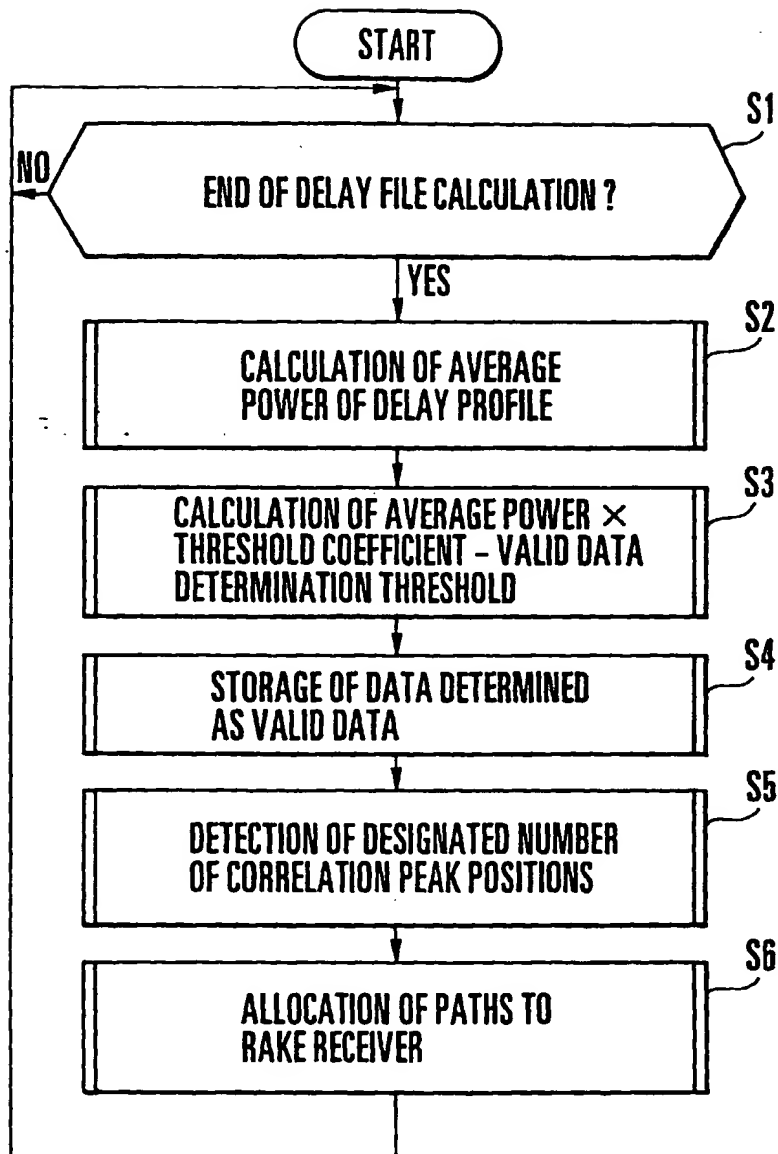 START
S1
NO
END OF DELAY FILE CALCULATION ?
YES
S2
CALCULATION OF AVERAGE
POWER OF DELAY PROFILE
S3
CALCULATION OF AVERAGE POWER ×
THRESHOLD COEFFICIENT – VALID DATA
DETERMINATION THRESHOLD
S4
STORAGE OF DATA DETERMINED
AS VALID DATA
S5
DETECTION OF DESIGNATED NUMBER
OF CORRELATION PEAK POSITIONS
S6
ALLOCATION OF PATHS TO
RAKE RECEIVER